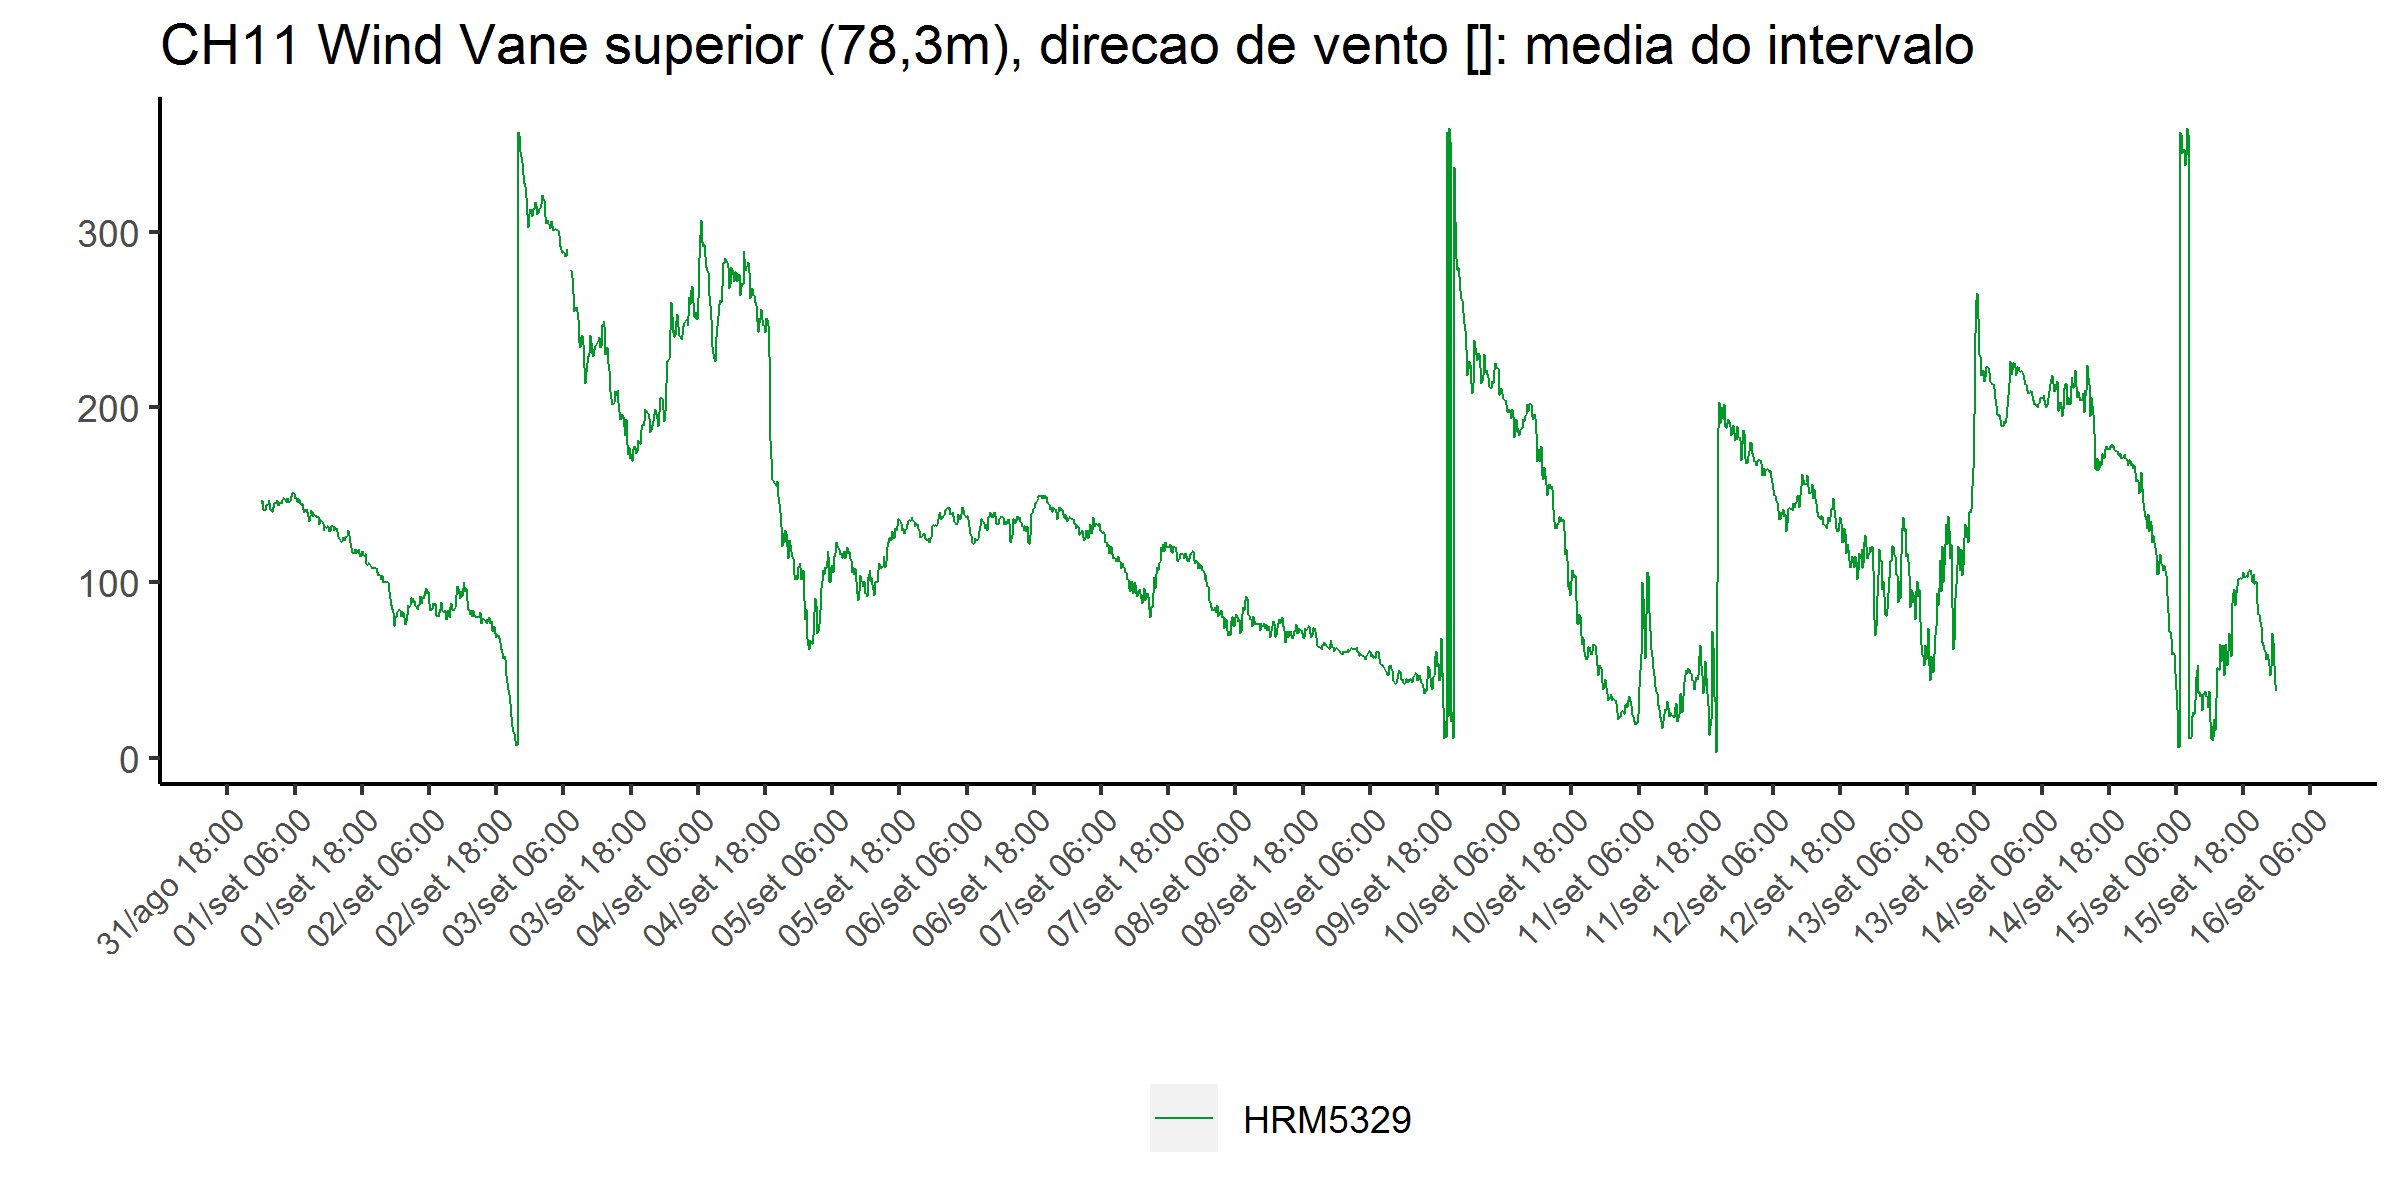 CH11 Wind Vane superior (78,3m), direcao de vento []: media do intervalo
300
200
100
0
31/ago 18:00
01/set 06:00
01/set 18:00
02/set 06:00
02/set 18:00
03/set 06:00
03/set 18:00
04/set 06:00
04/set 18:00
05/set 06:00
05/set 18:00
06/set 06:00
06/set 18:00
07/set 06:00
07/set 18:00
08/set 06:00
08/set 18:00
09/set 06:00
09/set 18:00
10/set 06:00
10/set 18:00
11/set 06:00
11/set 18:00
12/set 06:00
12/set 18:00
13/set 06:00
13/set 18:00
14/set 06:00
14/set 18:00
15/set 06:00
15/set 18:00
16/set 06:00
HRM5329